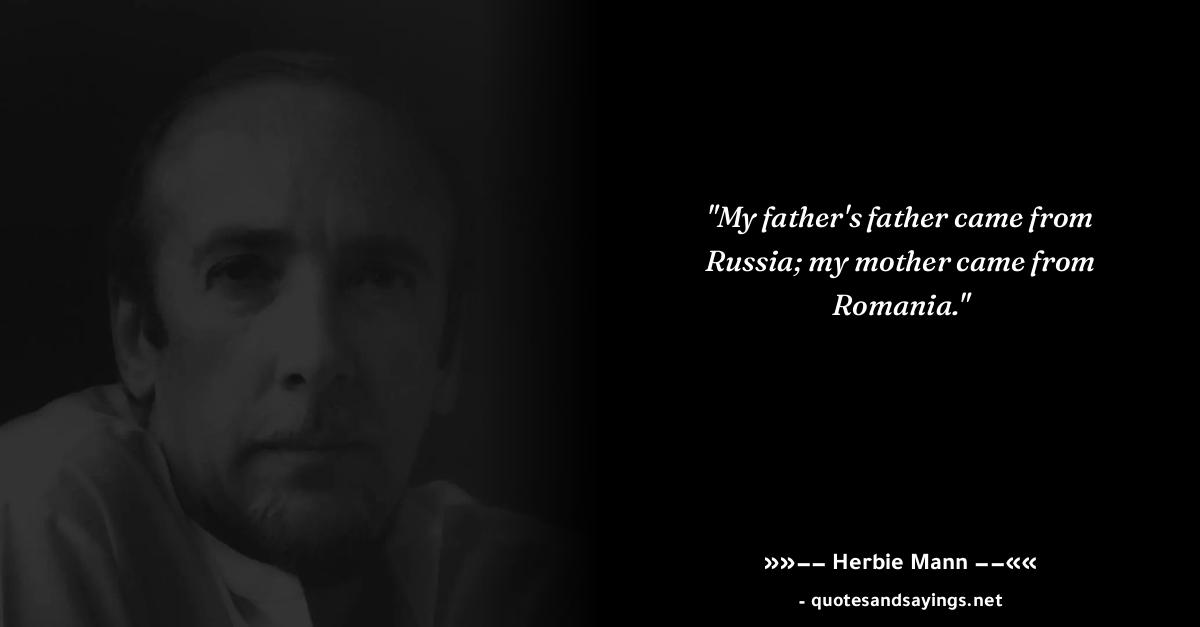 "My father's father came from
Russia; my mother came from
Romania."
»»−− Herbie Mann −−««
- quotesandsayings.net